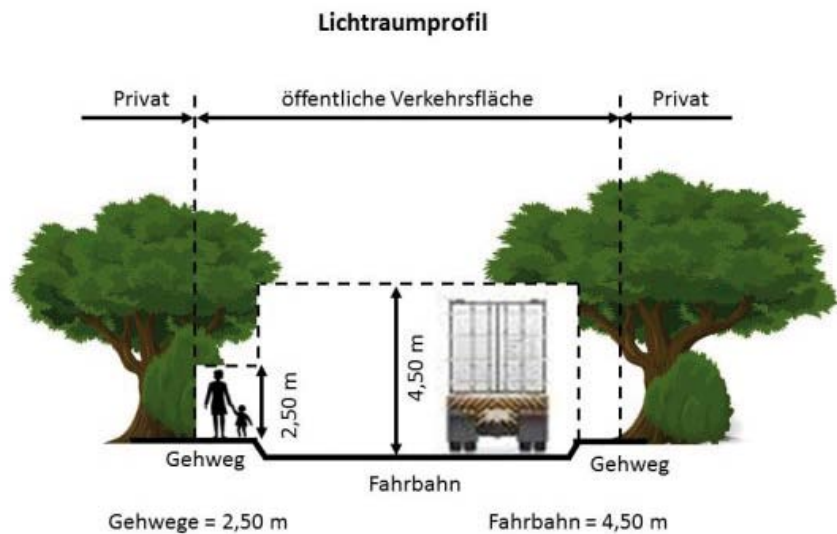 Lichtraumprofil
Privat
öffentliche Verkehrsfläche
Privat
2,50 m
4,50 m
Gehweg
Fahrbahn
Gehweg
Gehwege = 2,50 m
Fahrbahn = 4,50 m